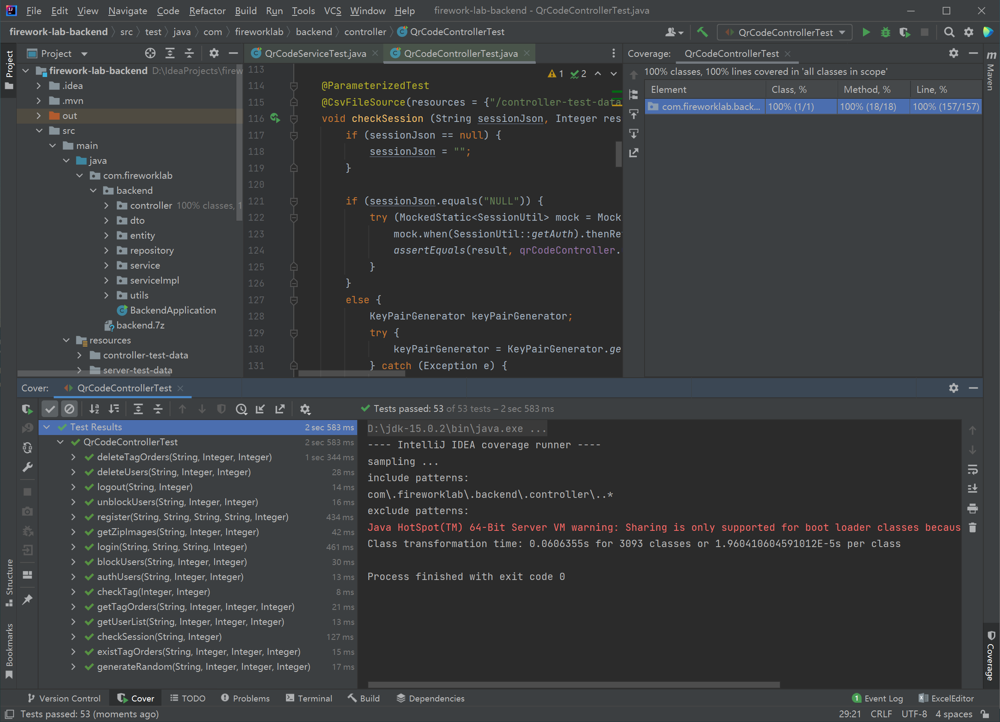 File Edit View Navigate Code Refactor Build Run Tools VCS Window Help firework-lab-backend - QrCodeControllerTest.java
firework-lab-backend src test java com fireworklab backend controller QrCodeControllerTest
QrCodeControllerTest
Project
Project
firework-lab-backend D:\IdeaProjects\firew
.idea
.mvn
out
src
main
java
com.fireworklab
backend
controller 100% classes, 1
dto
entity
repository
service
serviceImpl
utils
BackendApplication
backend.7z
resources
controller-test-data
server-test-data
QrCodeServiceTest.java QrCodeControllerTest.java
1 2
113
114 @ParameterizedTest
115 @CsvFileSource(resources = {"/controller-test-data
116 void checkSession (String sessionJson, Integer res
117 if (sessionJson == null) {
118 sessionJson = "";
119 }
120
121 if (sessionJson.equals("NULL")) {
122 try (MockedStatic<SessionUtil> mock = Mock
123 mock.when(SessionUtil::getAuth).thenRe
124 assertEquals(result, qrCodeController.
125 }
126 }
127 else {
128 KeyPairGenerator keyPairGenerator;
129 try {
130 keyPairGenerator = KeyPairGenerator.ge
131 } catch (Exception e) {
Coverage: QrCodeControllerTest
100% classes, 100% lines covered in 'all classes in scope'
Element Class, % Method, % Line, %
com.fireworklab.back... 100% (1/1) 100% (18/18) 100% (157/157)
m
Maven
Cover: QrCodeControllerTest
Tests passed: 53 of 53 tests – 2 sec 583 ms
Test Results 2 sec 583 ms
QrCodeControllerTest 2 sec 583 ms
deleteTagOrders(String, Integer, Integer) 1 sec 344 ms
deleteUsers(String, Integer, Integer) 28 ms
logout(String, Integer) 14 ms
unblockUsers(String, Integer, Integer) 16 ms
register(String, String, String, String, Integer) 434 ms
getZipImages(String, Integer, Integer) 42 ms
login(String, String, String, Integer) 461 ms
blockUsers(String, Integer, Integer) 30 ms
authUsers(String, Integer, Integer) 13 ms
checkTag(Integer, Integer) 8 ms
getTagOrders(String, Integer, Integer, Integer) 21 ms
getUserList(String, Integer, Integer, Integer) 13 ms
checkSession(String, Integer) 127 ms
existTagOrders(String, Integer, Integer, Integer) 15 ms
generateRandom(String, Integer, Integer, Integer) 17 ms
D:\jdk-15.0.2\bin\java.exe ...
---- IntelliJ IDEA coverage runner ----
sampling ...
include patterns:
com\.fireworklab\.backend\.controller\..*
exclude patterns:
Java HotSpot(TM) 64-Bit Server VM warning: Sharing is only supported for boot loader classes becaus
Class transformation time: 0.0606355s for 3093 classes or 1.960410604591012E-5s per class
Process finished with exit code 0
Structure
Bookmarks
Coverage
Version Control Cover TODO Problems Terminal Build Dependencies 1 Event Log ExcelEditor
Tests passed: 53 (moments ago) 29:21 CRLF UTF-8 4 spaces